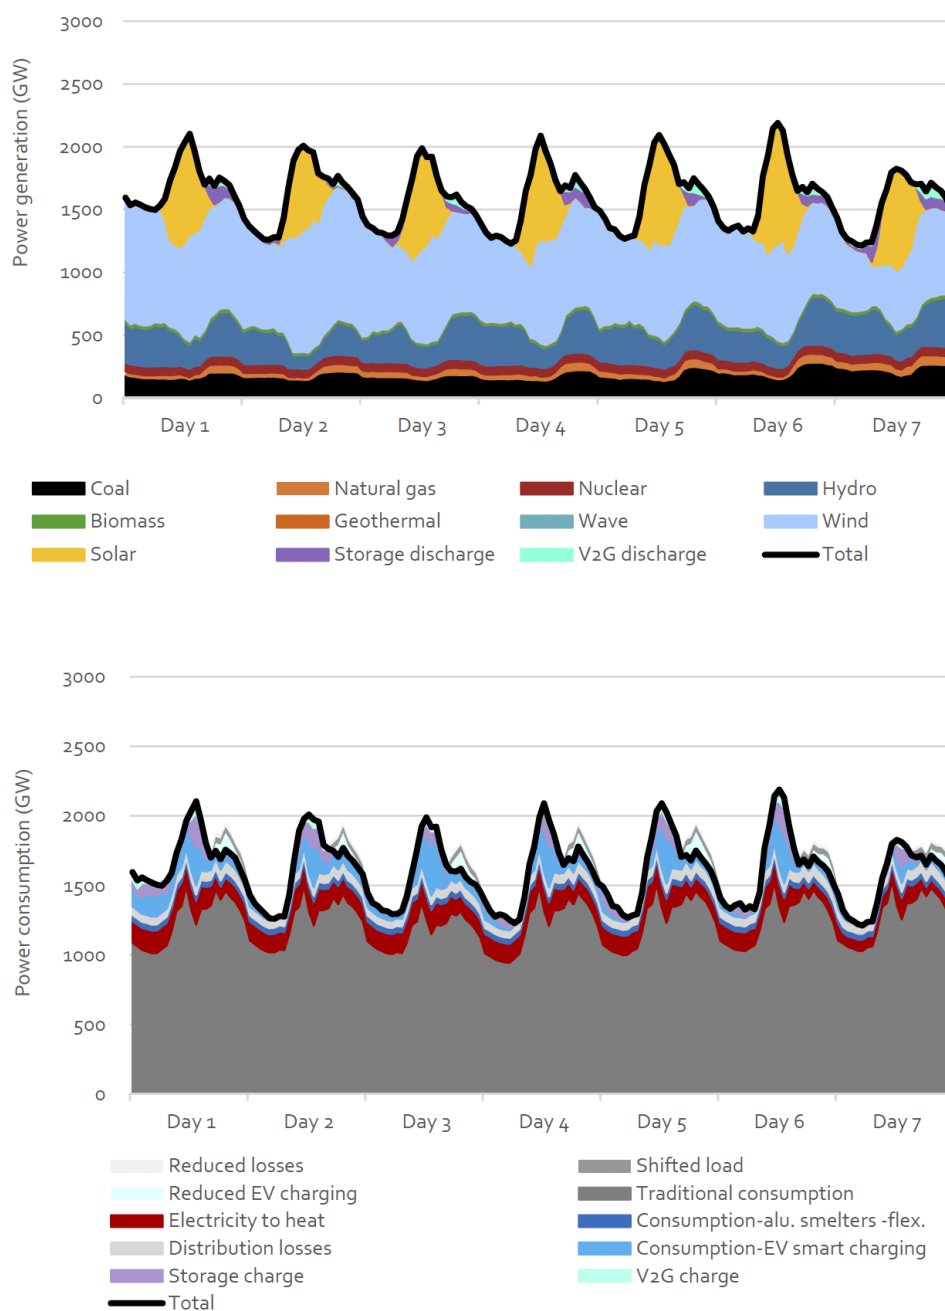 3000
2500
2000
1500
1000
500
0
Power generation (GW)
Day 1 Day 2 Day 3 Day 4 Day 5 Day 6 Day 7
Coal Natural gas Nuclear Hydro
Biomass Geothermal Wave Wind
Solar Storage discharge V2G discharge Total
3000
2500
2000
1500
1000
500
0
Power consumption (GW)
Day 1 Day 2 Day 3 Day 4 Day 5 Day 6 Day 7
Reduced losses Shifted load
Reduced EV charging Traditional consumption
Electricity to heat Consumption-alu. smelters -flex.
Distribution losses Consumption-EV smart charging
Storage charge V2G charge
Total